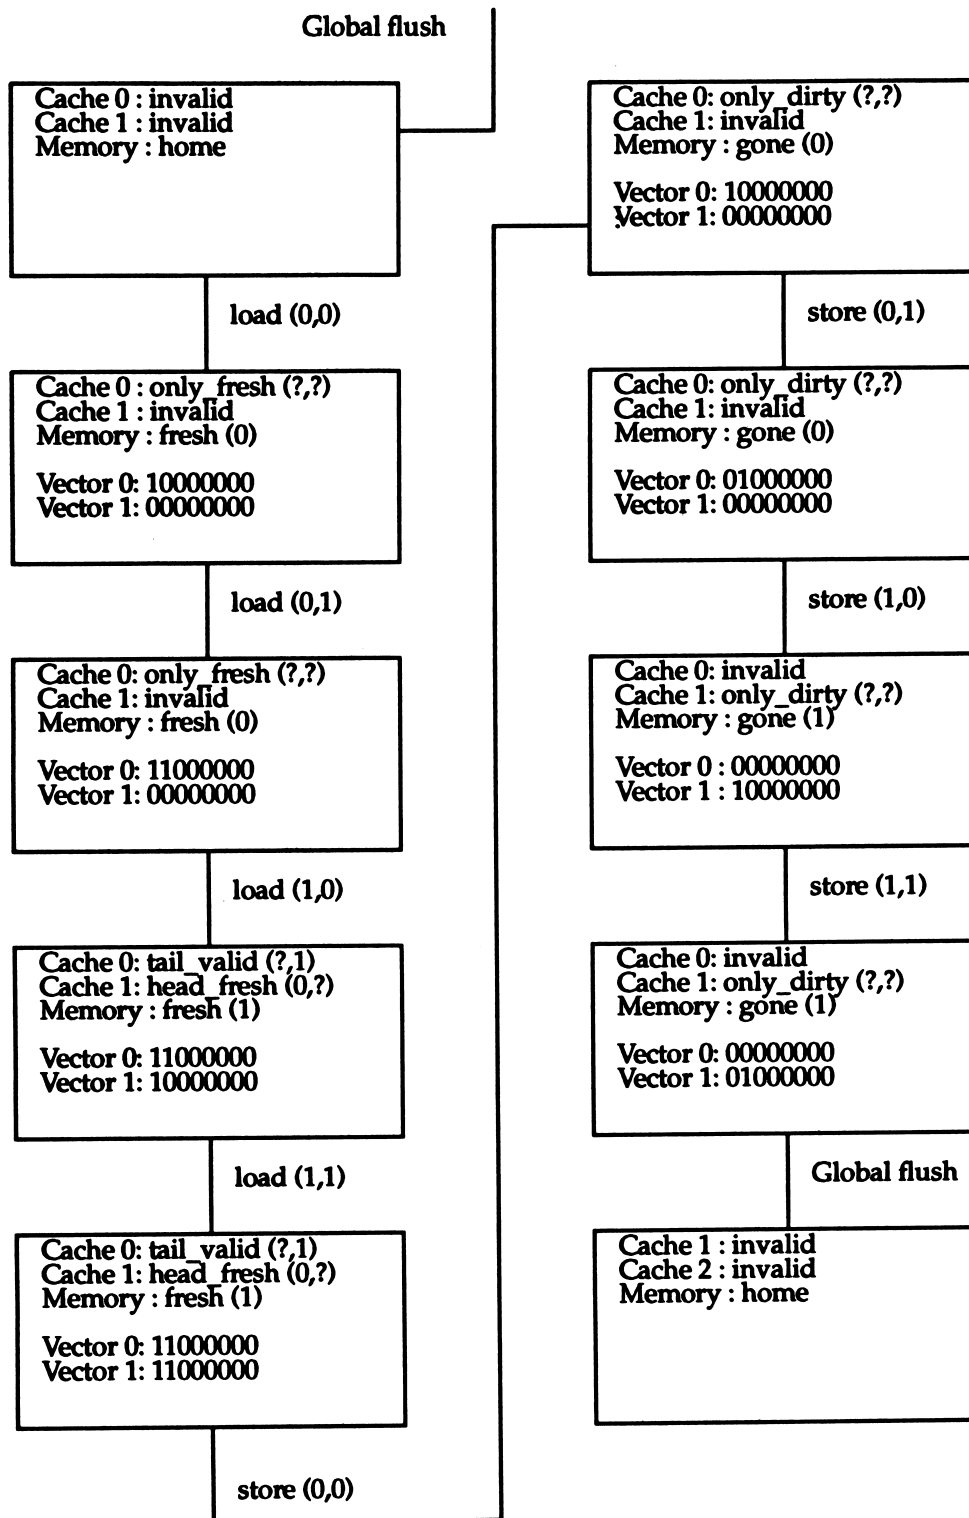 Global flush
Cache 0 : invalid
Cache 1 : invalid
Memory : home
load (0,0)
Cache 0 : only_fresh (?,?)
Cache 1 : invalid
Memory : fresh (0)
Vector 0: 10000000
Vector 1: 00000000
load (0,1)
Cache 0: only_fresh (?,?)
Cache 1: invalid
Memory : fresh (0)
Vector 0: 11000000
Vector 1: 00000000
load (1,0)
Cache 0: tail_valid (?,1)
Cache 1: head_fresh (0,?)
Memory : fresh (1)
Vector 0: 11000000
Vector 1: 10000000
load (1,1)
Cache 0: tail_valid (?,1)
Cache 1: head_fresh (0,?)
Memory : fresh (1)
Vector 0: 11000000
Vector 1: 11000000
store (0,0)
Cache 0: only_dirty (?,?)
Cache 1: invalid
Memory : gone (0)
Vector 0: 10000000
Vector 1: 00000000
store (0,1)
Cache 0: only_dirty (?,?)
Cache 1: invalid
Memory : gone (0)
Vector 0: 01000000
Vector 1: 00000000
store (1,0)
Cache 0: invalid
Cache 1: only_dirty (?,?)
Memory : gone (1)
Vector 0 : 00000000
Vector 1 : 10000000
store (1,1)
Cache 0: invalid
Cache 1: only_dirty (?,?)
Memory : gone (1)
Vector 0: 00000000
Vector 1: 01000000
Global flush
Cache 1 : invalid
Cache 2 : invalid
Memory : home